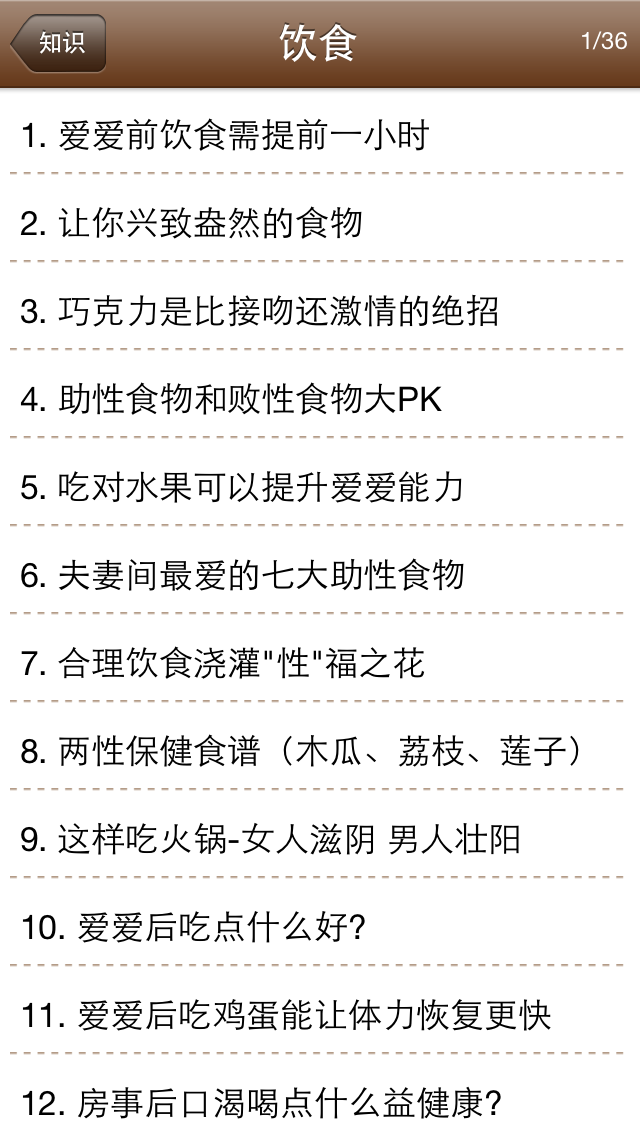 知识
饮食
1/36
1. 爱爱前饮食需提前一小时
2. 让你兴致盎然的食物
3. 巧克力是比接吻还激情的绝招
4. 助性食物和败性食物大PK
5. 吃对水果可以提升爱爱能力
6. 夫妻间最爱的七大助性食物
7. 合理饮食浇灌"性"福之花
8. 两性保健食谱（木瓜、荔枝、莲子）
9. 这样吃火锅-女人滋阴 男人壮阳
10. 爱爱后吃点什么好?
11. 爱爱后吃鸡蛋能让体力恢复更快
12. 房事后口渴喝点什么益健康?